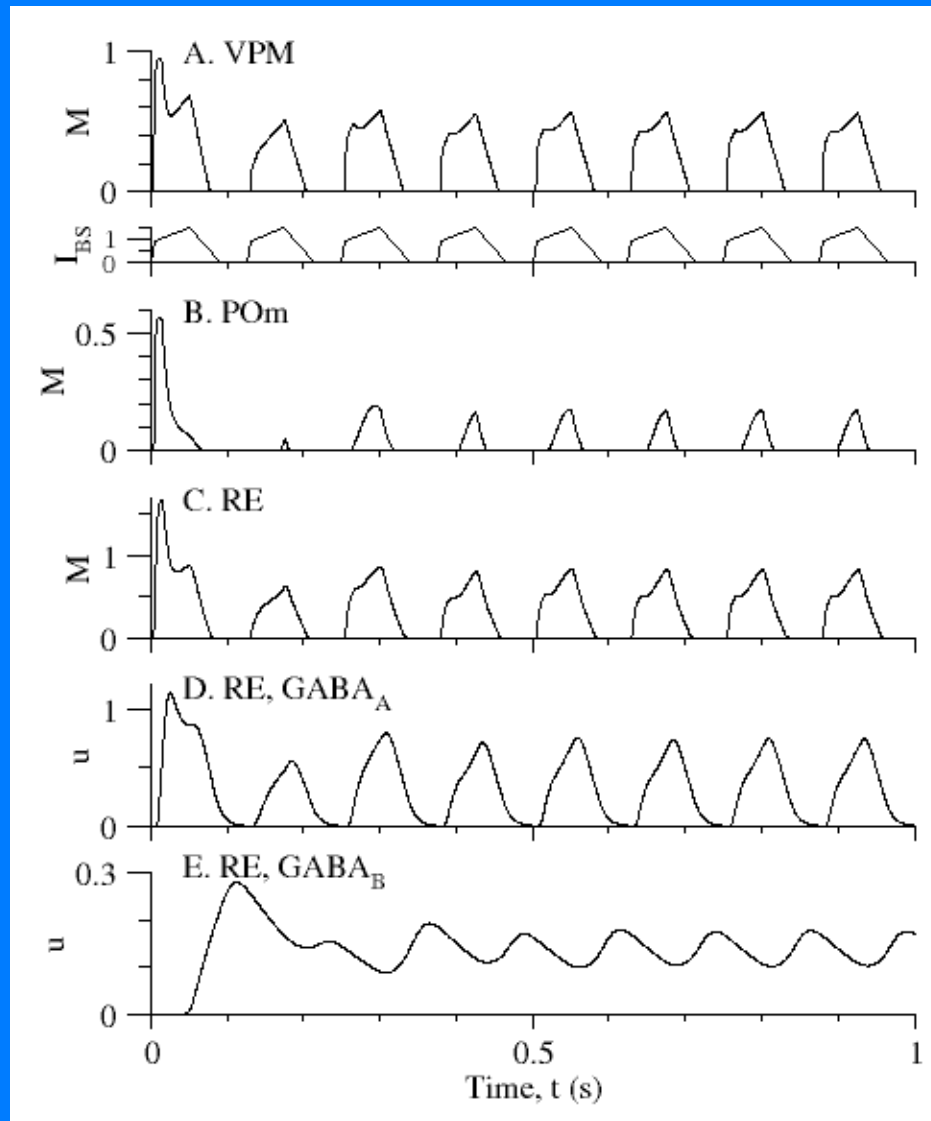 A. VPM
1
M
0
I_BS
1
0
B. POm
0.5
M
0
C. RE
1
M
0
D. RE, GABA_A
1
u
0
E. RE, GABA_B
0.3
u
0
0 0.5 1
Time, t (s)